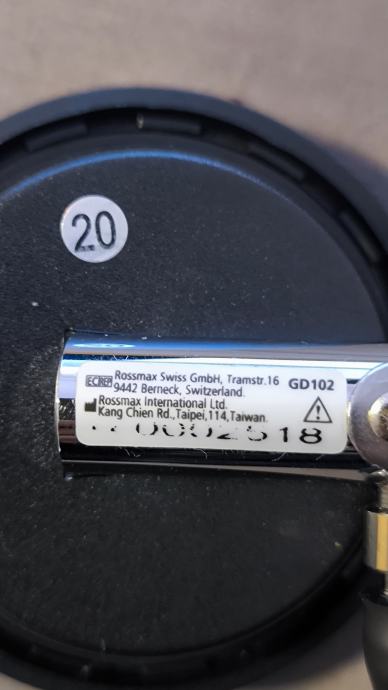 20
EC REP Rossmax Swiss GmbH, Tramstr.16 GD102
9442 Berneck, Switzerland.
Rossmax International Ltd.
Kang Chien Rd.,Taipei,114,Taiwan.